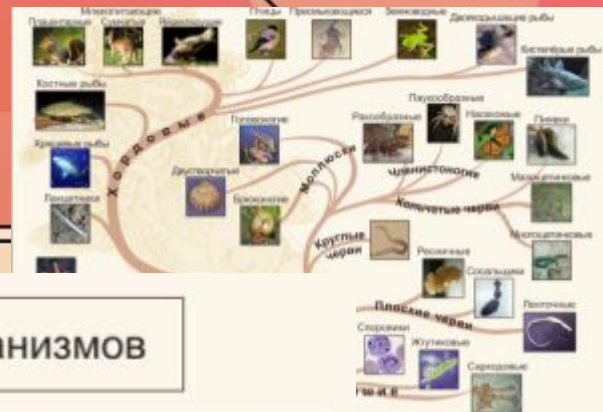 Млекопитающие
Плацентарные Сумчатые Яйцекладущие
Птицы Пресмыкающиеся Земноводные Двоякодышащие рыбы
Кистепёрые рыбы
Костные рыбы
Хрящевые рыбы
Ланцетники
Хордовые
Головоногие
Двустворчатые
Брюхоногие
Моллюски
Паукообразные
Ракообразные
Насекомые
Пиявки
Членистоногие
Малощетинковые
Кольчатые черви
Многощетинковые
Круглые
черви
Ресничные
Сосальщики
Ленточные
Плоские черви
Споровики
Жгутиковые
Саркодовые
шие
анизмов